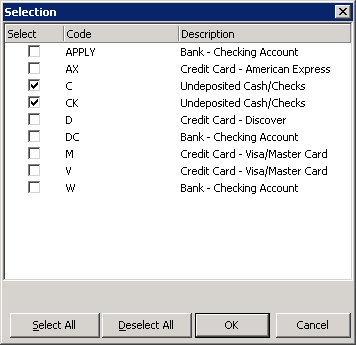 Selection
Select Code Description
APPLY Bank - Checking Account
AX Credit Card - American Express
C Undeposited Cash/Checks
CK Undeposited Cash/Checks
D Credit Card - Discover
DC Bank - Checking Account
M Credit Card - Visa/Master Card
V Credit Card - Visa/Master Card
W Bank - Checking Account
Select All Deselect All OK Cancel